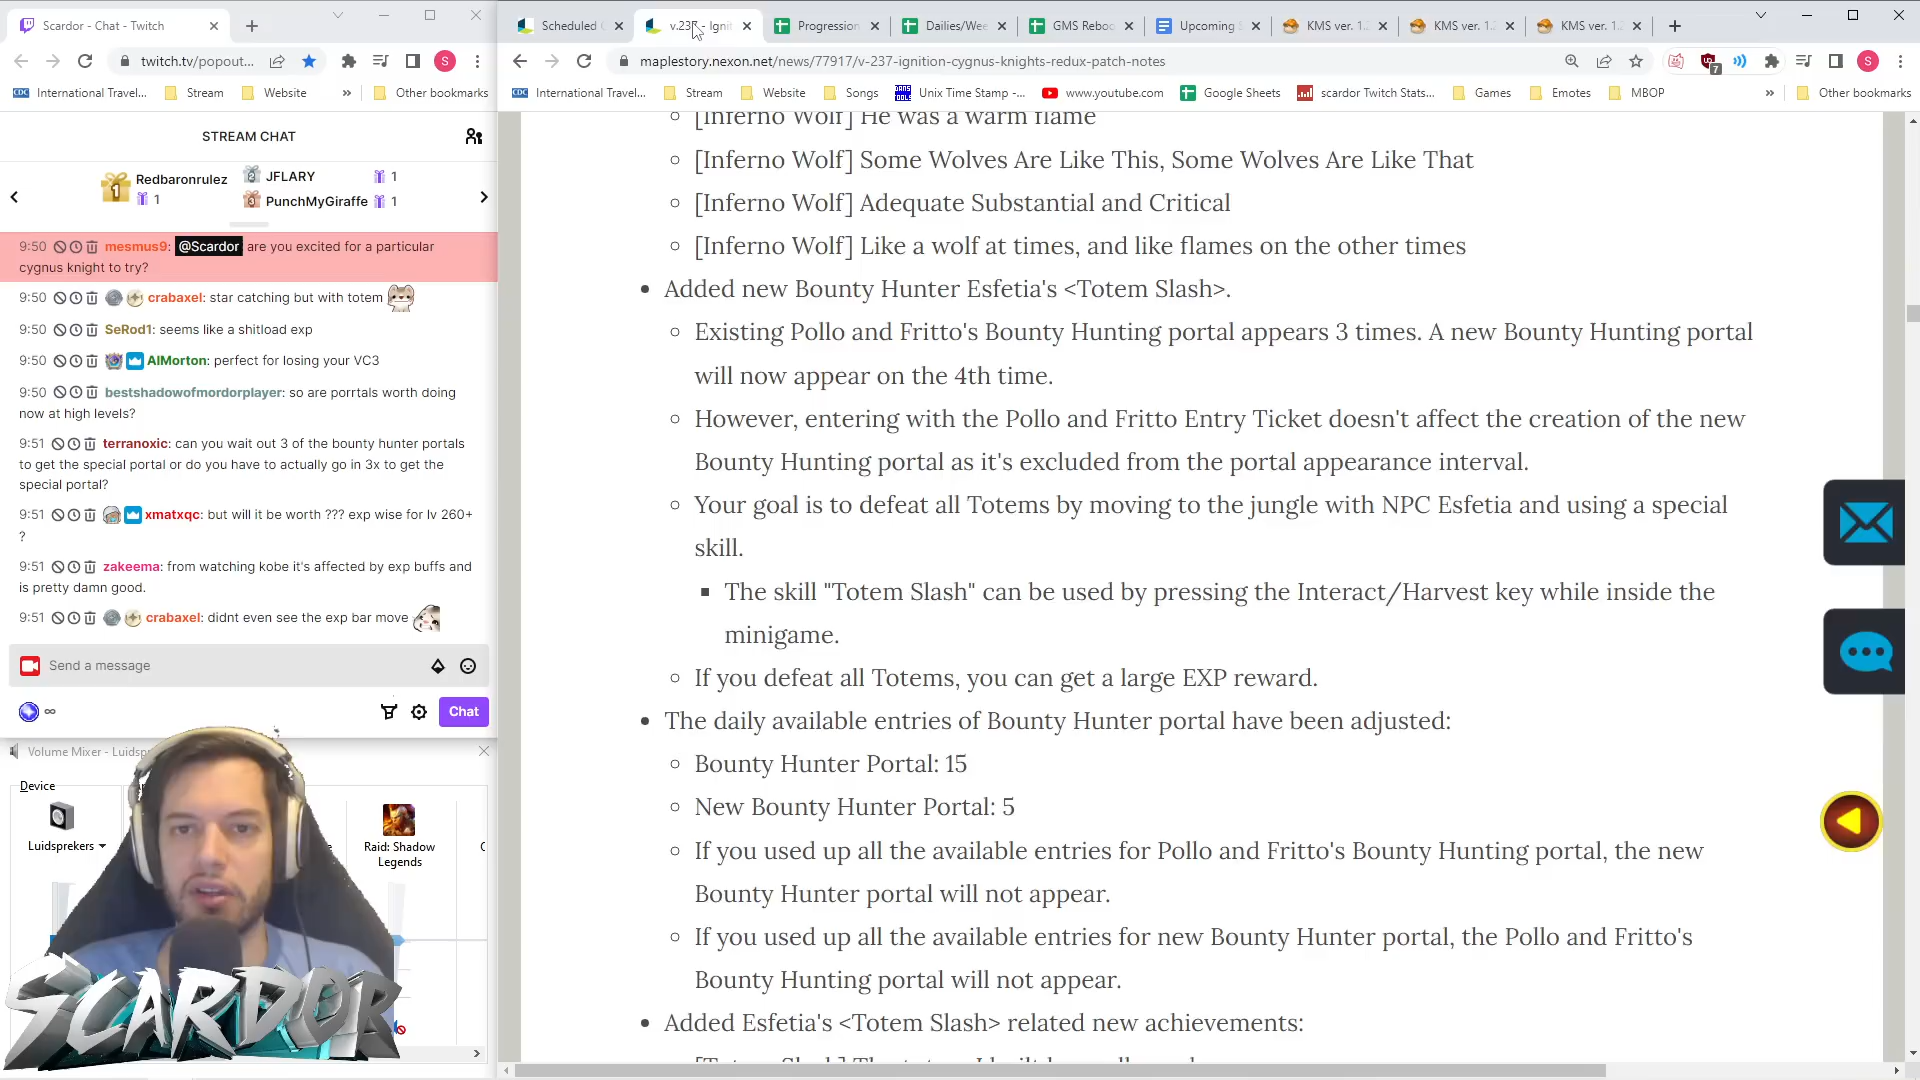 Scardor - Chat - Twitch
twitch.tv/popout...
International Travel...
Stream
Website
Other bookmarks
STREAM CHAT
Redbaronrulez
1
JFLARY
1
PunchMyGiraffe
1
9:50 mesmus9: @Scardor are you excited for a particular
cygnus knight to try?
9:50 crabaxel: star catching but with totem
9:50 SeRod1: seems like a shitload exp
9:50 AlMorton: perfect for losing your VC3
9:50 bestshadowofmordorplayer: so are porrtals worth doing
now at high levels?
9:51 terranoxic: can you wait out 3 of the bounty hunter portals
to get the special portal or do you have to actually go in 3x to get the
special portal?
9:51 xmatxqc: but will it be worth ??? exp wise for lv 260+
?
9:51 zakeema: from watching kobe it's affected by exp buffs and
is pretty damn good.
9:51 crabaxel: didnt even see the exp bar move
Send a message
∞
Chat
Volume Mixer - Luidsp
Device
Luidsprekers
Raid: Shadow
Legends
SCARDOR
Scheduled
v.237 - Igni
Progression
Dailies/Wee
GMS Reboo
Upcoming S
KMS ver. 1.
KMS ver. 1.
KMS ver. 1.
maplestory.nexon.net/news/77917/v-237-ignition-cygnus-knights-redux-patch-notes
7
International Travel...
Stream
Website
Songs
Unix Time Stamp -...
www.youtube.com
Google Sheets
scardor Twitch Stats...
Games
Emotes
MBOP
Other bookmarks
[Inferno Wolf] He was a warm flame
[Inferno Wolf] Some Wolves Are Like This, Some Wolves Are Like That
[Inferno Wolf] Adequate Substantial and Critical
[Inferno Wolf] Like a wolf at times, and like flames on the other times
Added new Bounty Hunter Esfetia's <Totem Slash>.
Existing Pollo and Fritto's Bounty Hunting portal appears 3 times. A new Bounty Hunting portal
will now appear on the 4th time.
However, entering with the Pollo and Fritto Entry Ticket doesn't affect the creation of the new
Bounty Hunting portal as it's excluded from the portal appearance interval.
Your goal is to defeat all Totems by moving to the jungle with NPC Esfetia and using a special
skill.
The skill "Totem Slash" can be used by pressing the Interact/Harvest key while inside the
minigame.
If you defeat all Totems, you can get a large EXP reward.
The daily available entries of Bounty Hunter portal have been adjusted:
Bounty Hunter Portal: 15
New Bounty Hunter Portal: 5
If you used up all the available entries for Pollo and Fritto's Bounty Hunting portal, the new
Bounty Hunter portal will not appear.
If you used up all the available entries for new Bounty Hunter portal, the Pollo and Fritto's
Bounty Hunting portal will not appear.
Added Esfetia's <Totem Slash> related new achievements: